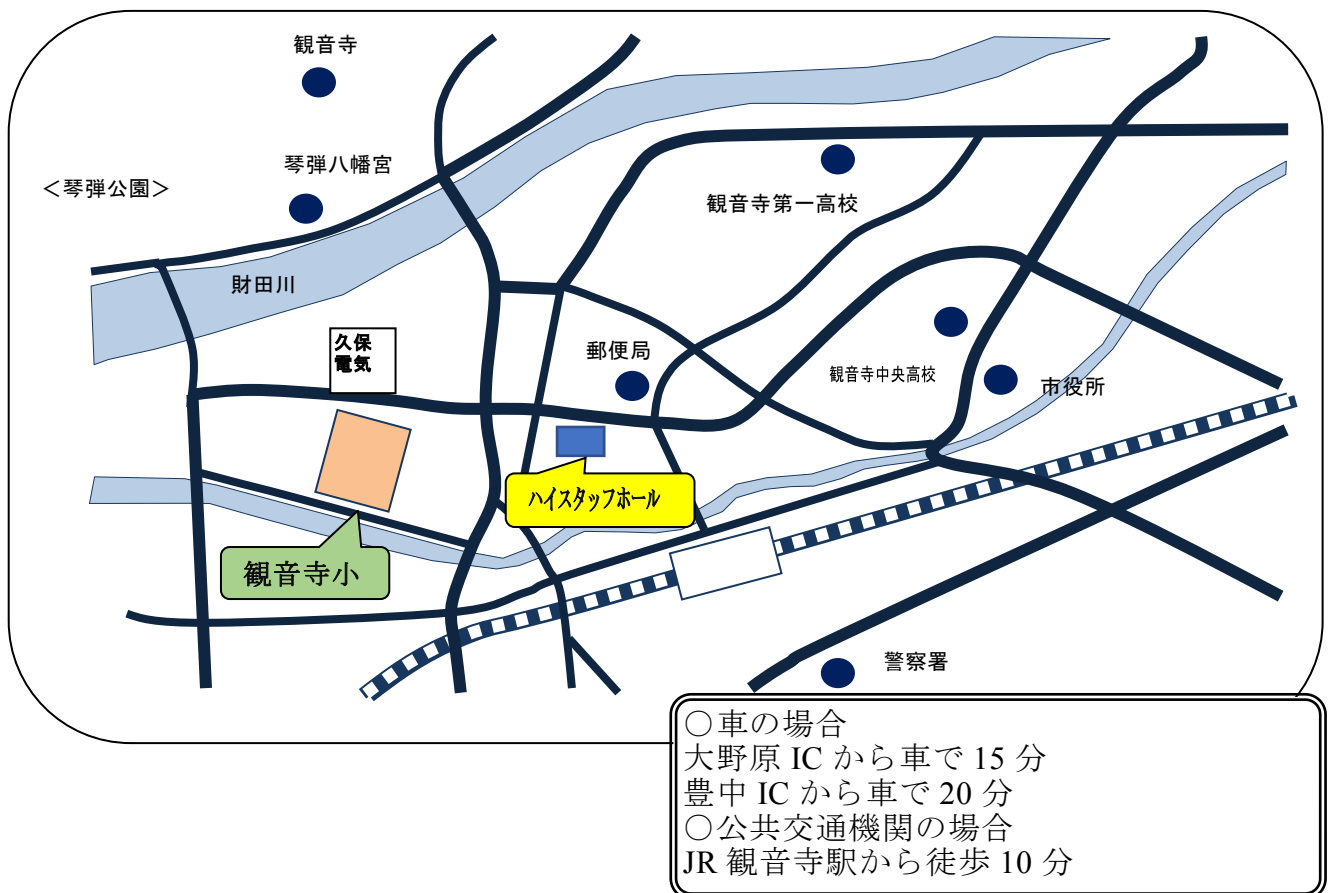 観音寺
琴弾八幡宮
＜琴弾公園＞
観音寺第一高校
財田川
久保
電気
郵便局
観音寺中央高校
市役所
ハイスタッフホール
観音寺小
警察署
○車の場合
大野原 IC から車で 15 分
豊中 IC から車で 20 分
○公共交通機関の場合
JR 観音寺駅から徒歩 10 分